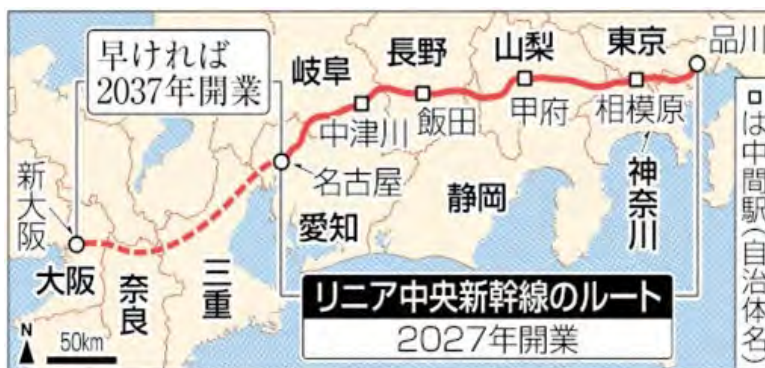 早ければ
2037年開業
岐阜
長野
山梨
東京
品川
中津川
飯田
甲府
相模原
新大阪
名古屋
静岡
神奈川
愛知
大阪
奈良
三重
リニア中央新幹線のルート
2027年開業
N
50km
□は中間駅(自治体名)